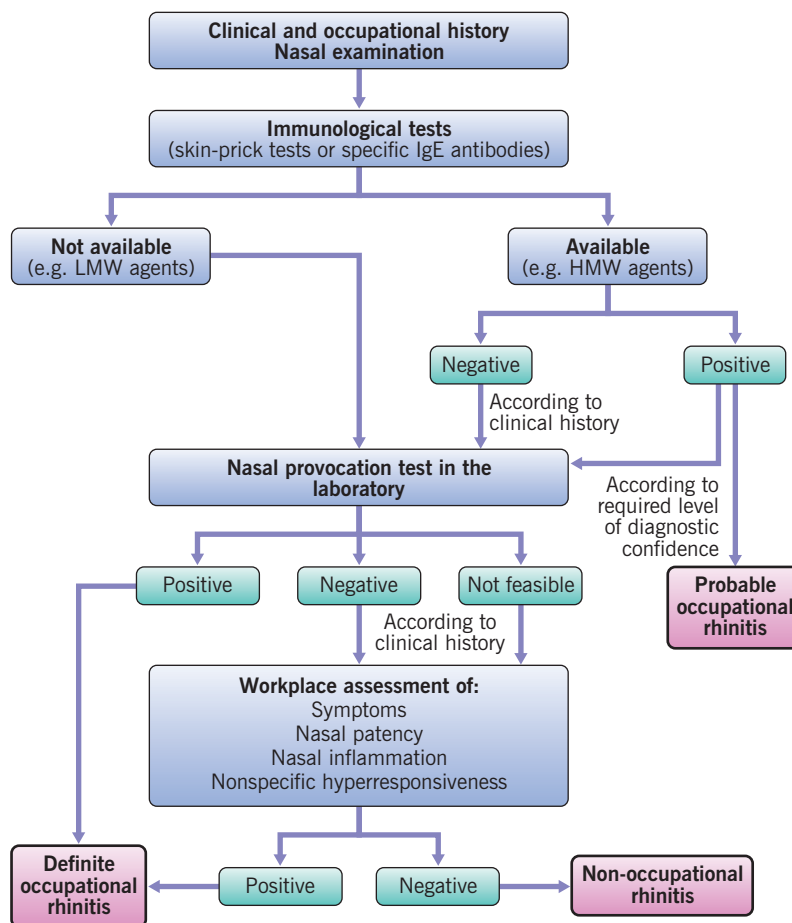 Clinical and occupational history
Nasal examination
Immunological tests
(skin-prick tests or specific IgE antibodies)
Not available
(e.g. LMW agents)
Available
(e.g. HMW agents)
Negative
Positive
According to
clinical history
Nasal provocation test in the
laboratory
According to
required level
of diagnostic
confidence
Positive
Negative
Not feasible
Probable
occupational
rhinitis
According to
clinical history
Workplace assessment of:
Symptoms
Nasal patency
Nasal inflammation
Nonspecific hyperresponsiveness
Definite
occupational
rhinitis
Positive
Negative
Non-occupational
rhinitis